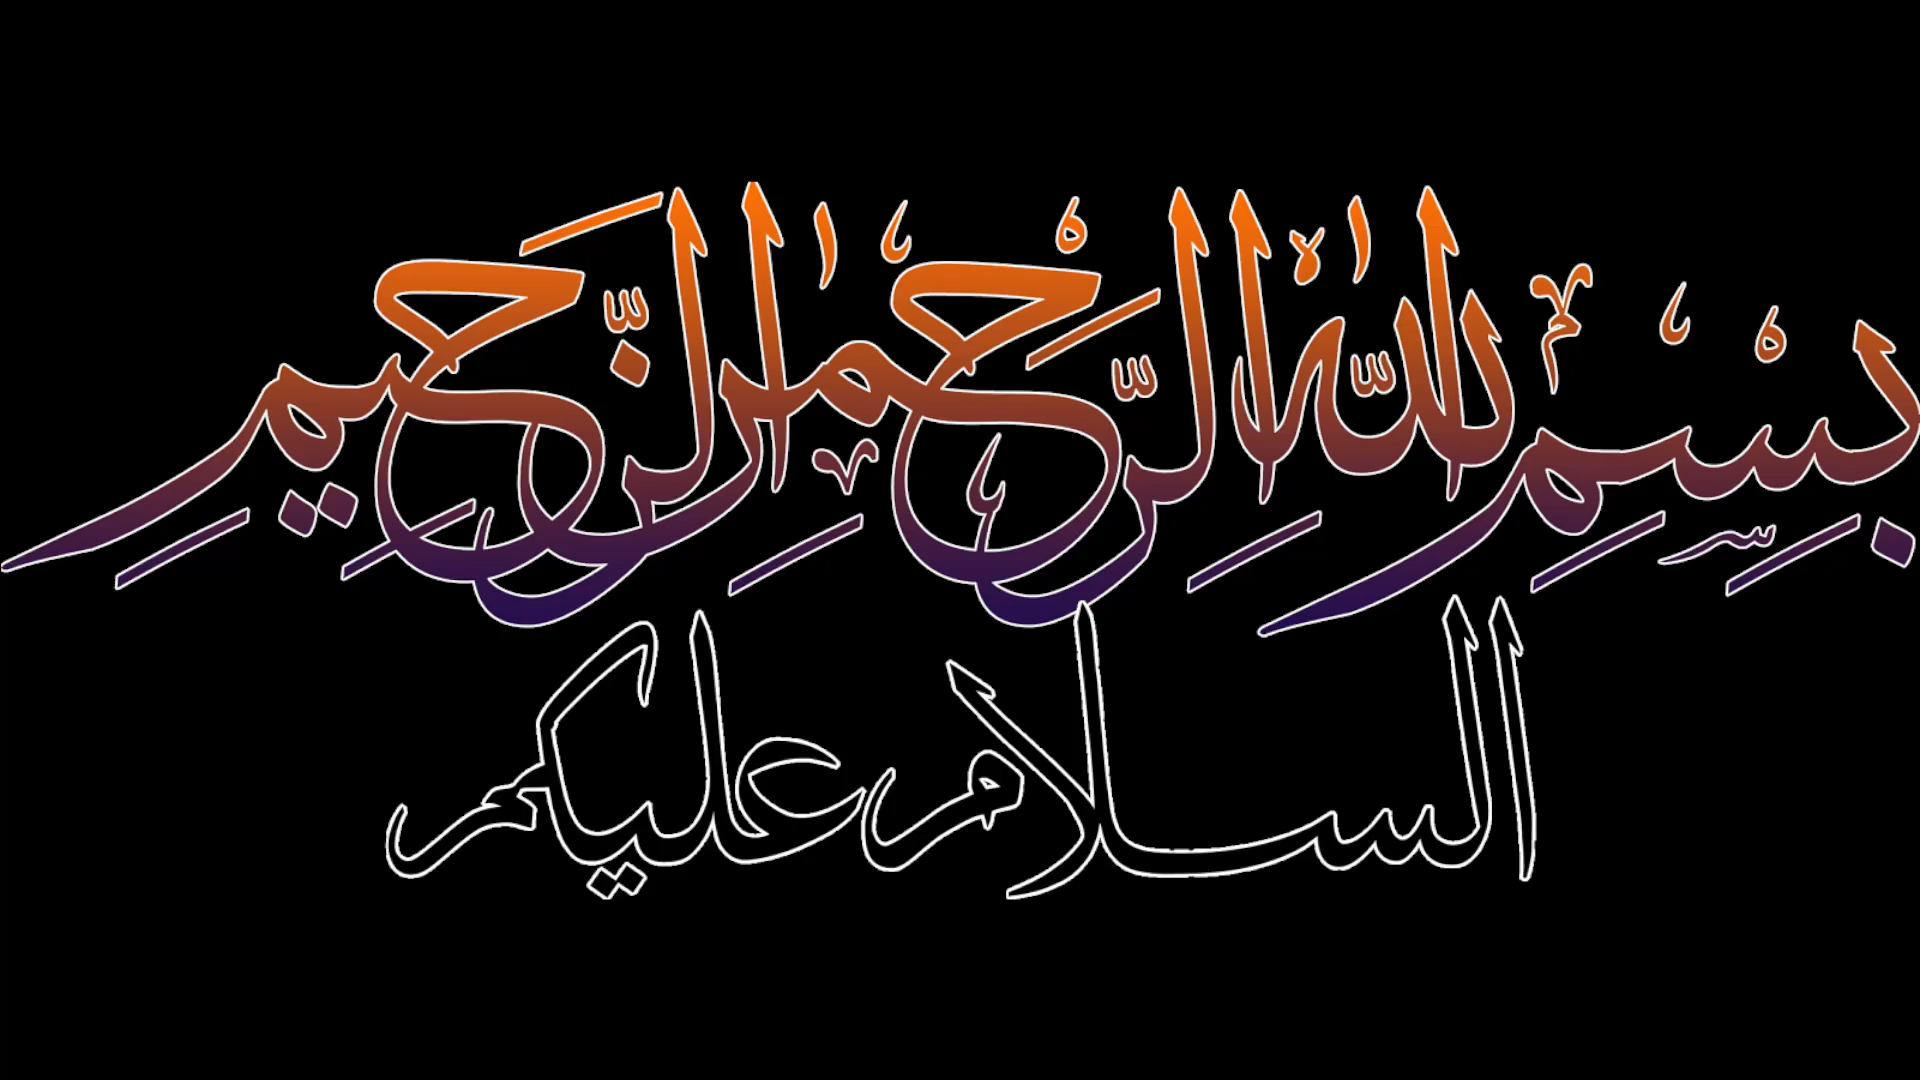 بِسْمِ اللَّهِ الرَّحْمَٰنِ الرَّحِيمِ
السلام عليكم